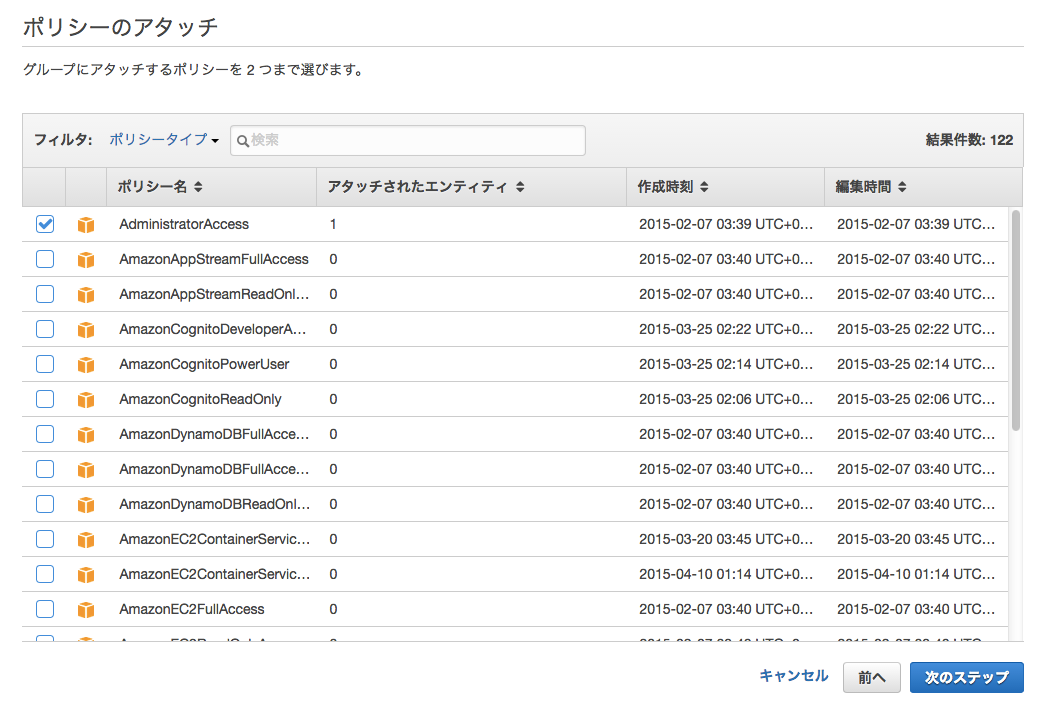 ポリシーのアタッチ
グループにアタッチするポリシーを 2 つまで選びます。
フィルタ: ポリシータイプ 検索 結果件数: 122
ポリシー名 アタッチされたエンティティ 作成時刻 編集時間
AdministratorAccess 1 2015-02-07 03:39 UTC+0... 2015-02-07 03:39 UTC...
AmazonAppStreamFullAccess 0 2015-02-07 03:40 UTC+0... 2015-02-07 03:40 UTC...
AmazonAppStreamReadOnl... 0 2015-02-07 03:40 UTC+0... 2015-02-07 03:40 UTC...
AmazonCognitoDeveloperA... 0 2015-03-25 02:22 UTC+0... 2015-03-25 02:22 UTC...
AmazonCognitoPowerUser 0 2015-03-25 02:14 UTC+0... 2015-03-25 02:14 UTC...
AmazonCognitoReadOnly 0 2015-03-25 02:06 UTC+0... 2015-03-25 02:06 UTC...
AmazonDynamoDBFullAcce... 0 2015-02-07 03:40 UTC+0... 2015-02-07 03:40 UTC...
AmazonDynamoDBFullAcce... 0 2015-02-07 03:40 UTC+0... 2015-02-07 03:40 UTC...
AmazonDynamoDBReadOnl... 0 2015-02-07 03:40 UTC+0... 2015-02-07 03:40 UTC...
AmazonEC2ContainerServic... 0 2015-03-20 03:45 UTC+0... 2015-03-20 03:45 UTC...
AmazonEC2ContainerServic... 0 2015-04-10 01:14 UTC+0... 2015-04-10 01:14 UTC...
AmazonEC2FullAccess 0 2015-02-07 03:40 UTC+0... 2015-02-07 03:40 UTC...
キャンセル 前へ 次のステップ